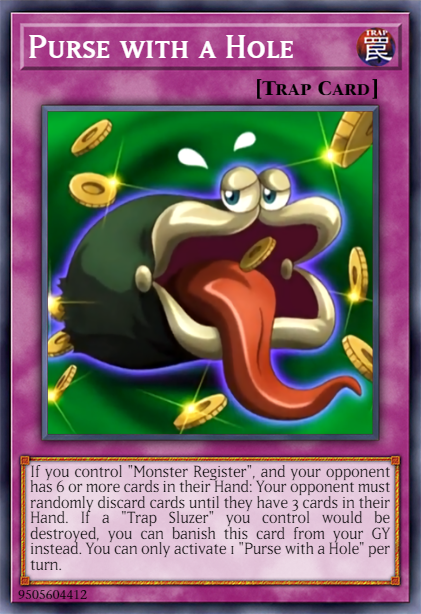 Purse with a Hole
TRAP
罠
[Trap Card]
If you control "Monster Register", and your opponent
has 6 or more cards in their Hand: Your opponent must
randomly discard cards until they have 3 cards in their
Hand. If a "Trap Sluzer" you control would be
destroyed, you can banish this card from your GY
instead. You can only activate 1 "Purse with a Hole" per
turn.
9505604412